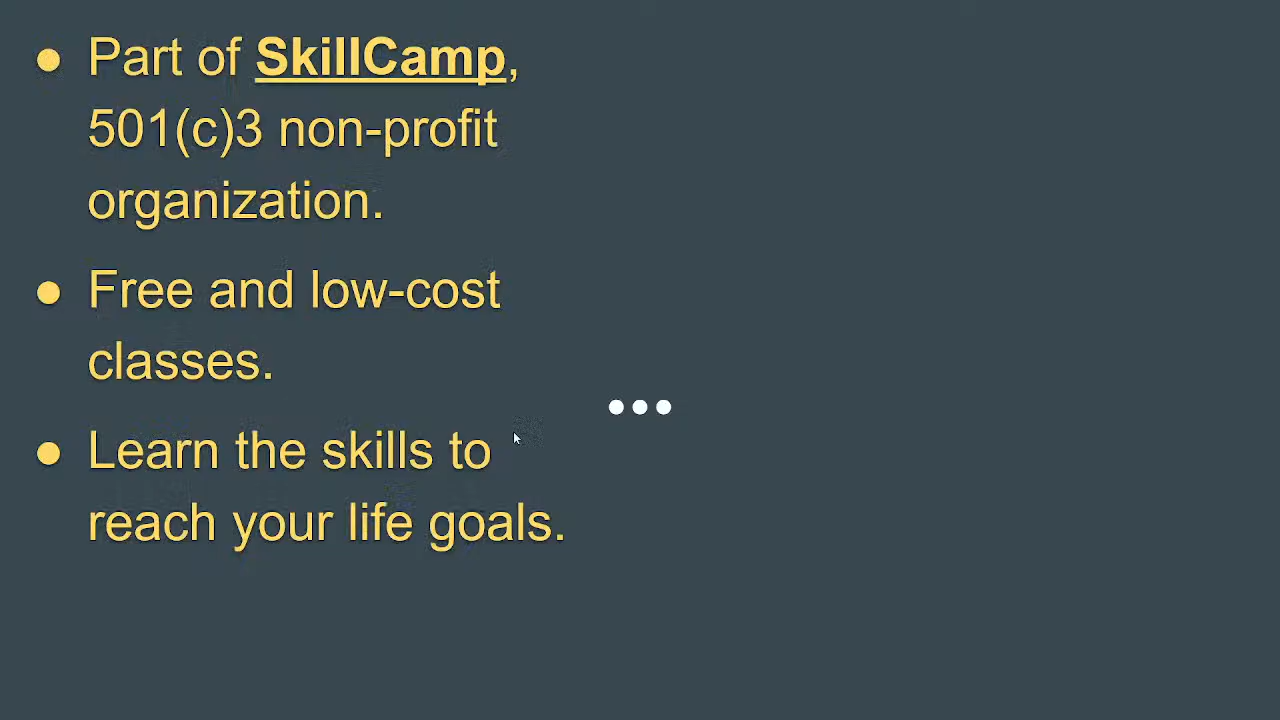 ● Part of SkillCamp,
501(c)3 non-profit
organization.
● Free and low-cost
classes.
● Learn the skills to
reach your life goals.